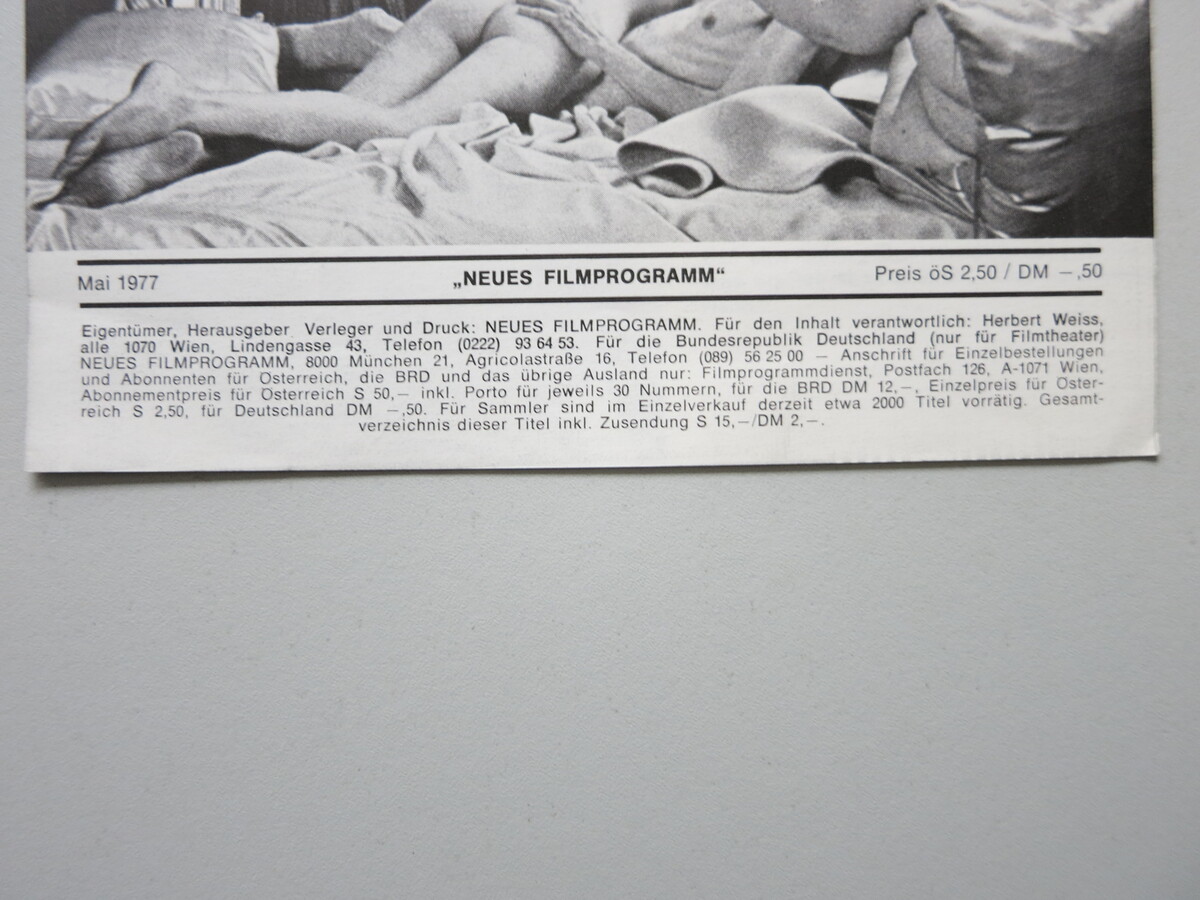 Mai 1977 „NEUES FILMPROGRAMM“ Preis öS 2,50 / DM –,50
Eigentümer, Herausgeber Verleger und Druck: NEUES FILMPROGRAMM. Für den Inhalt verantwortlich: Herbert Weiss,
alle 1070 Wien, Lindengasse 43, Telefon (0222) 93 64 53. Für die Bundesrepublik Deutschland (nur für Filmtheater)
NEUES FILMPROGRAMM, 8000 München 21, Agricolastraße 16, Telefon (089) 56 25 00 – Anschrift für Einzelbestellungen
und Abonnenten für Österreich, die BRD und das übrige Ausland nur: Filmprogrammdienst, Postfach 126, A-1071 Wien,
Abonnementpreis für Österreich S 50,– inkl. Porto für jeweils 30 Nummern, für die BRD DM 12,–, Einzelpreis für Öster-
reich S 2,50, für Deutschland DM –,50. Für Sammler sind im Einzelverkauf derzeit etwa 2000 Titel vorrätig. Gesamt-
verzeichnis dieser Titel inkl. Zusendung S 15,–/DM 2,–.